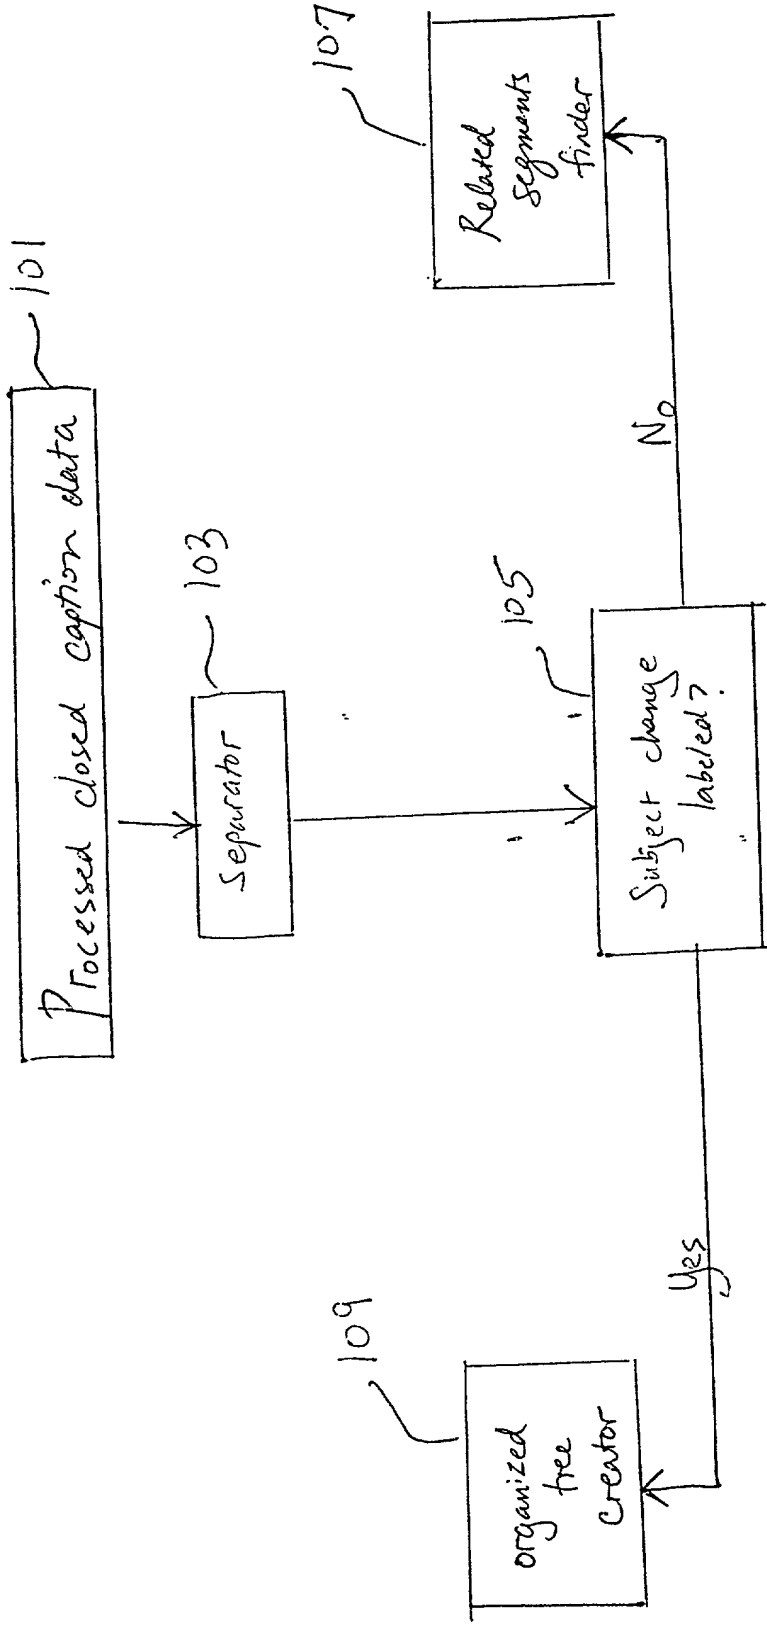 Processed closed caption data
101
Separator
103
Subject change
labeled?
105
Yes
No
organized
tree
creator
109
Related
segments
finder
107